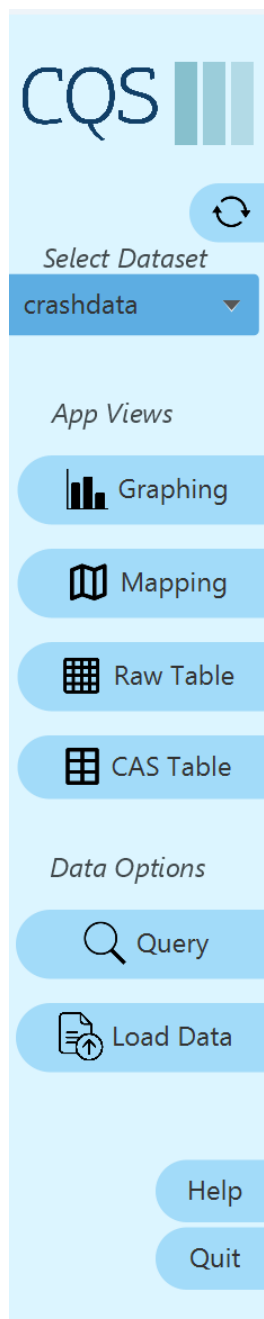 CQS
Select Dataset
crashdata
App Views
Graphing
Mapping
Raw Table
CAS Table
Data Options
Query
Load Data
Help
Quit